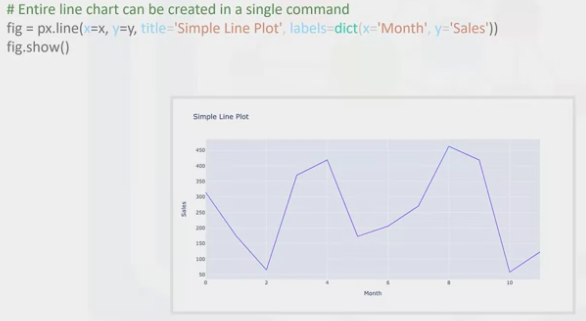 # Entire line chart can be created in a single command
fig = px.line(x=x, y=y, title='Simple Line Plot', labels=dict(x='Month', y='Sales'))
fig.show()
Simple Line Plot
450
400
350
300
250
200
150
100
50
Sales
0 2 4 6 8 10
Month